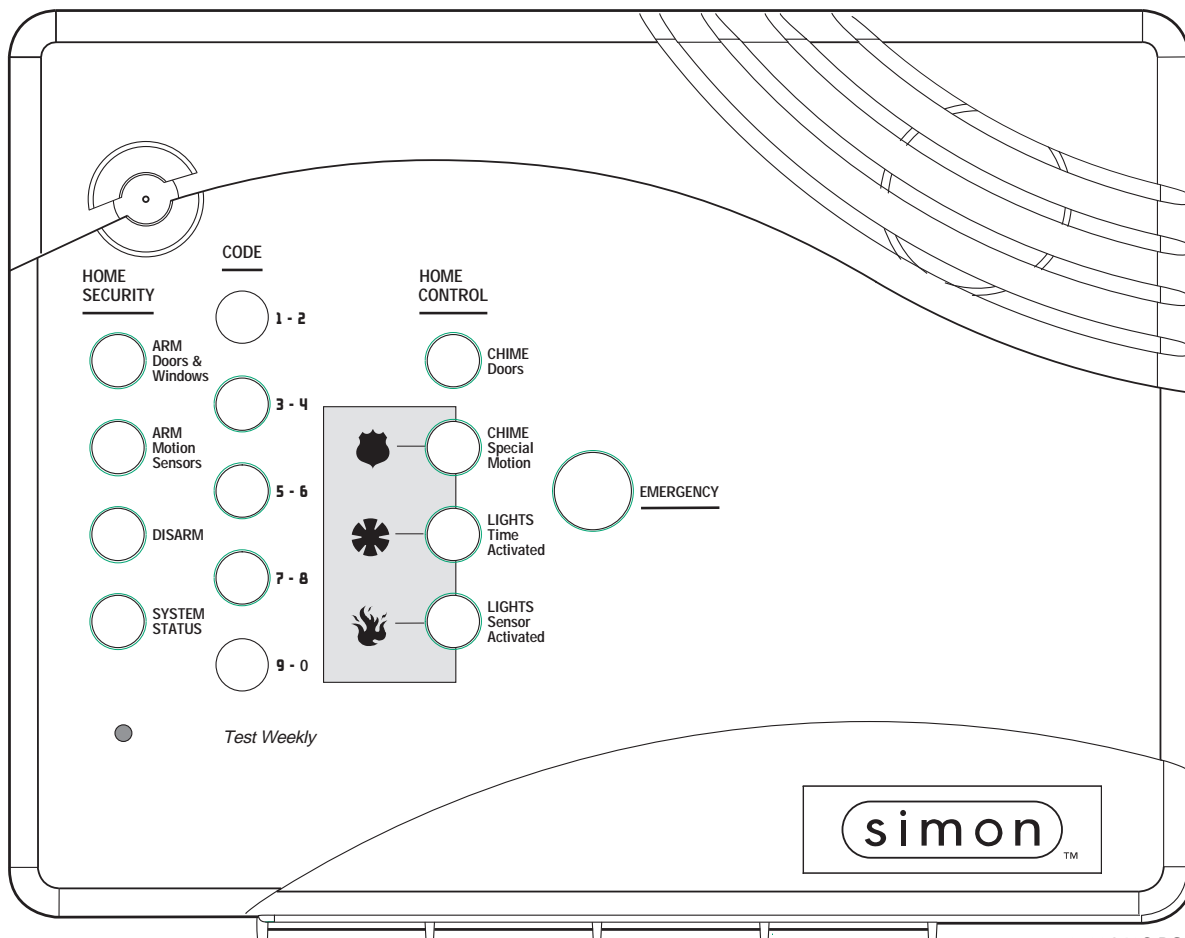 CODE
HOME
SECURITY
HOME
CONTROL
1 - 2
ARM
Doors &
Windows
CHIME
Doors
3 - 4
ARM
Motion
Sensors
CHIME
Special
Motion
5 - 6
EMERGENCY
DISARM
LIGHTS
Time
Activated
7 - 8
SYSTEM
STATUS
LIGHTS
Sensor
Activated
9 - 0
Test Weekly
simon
™